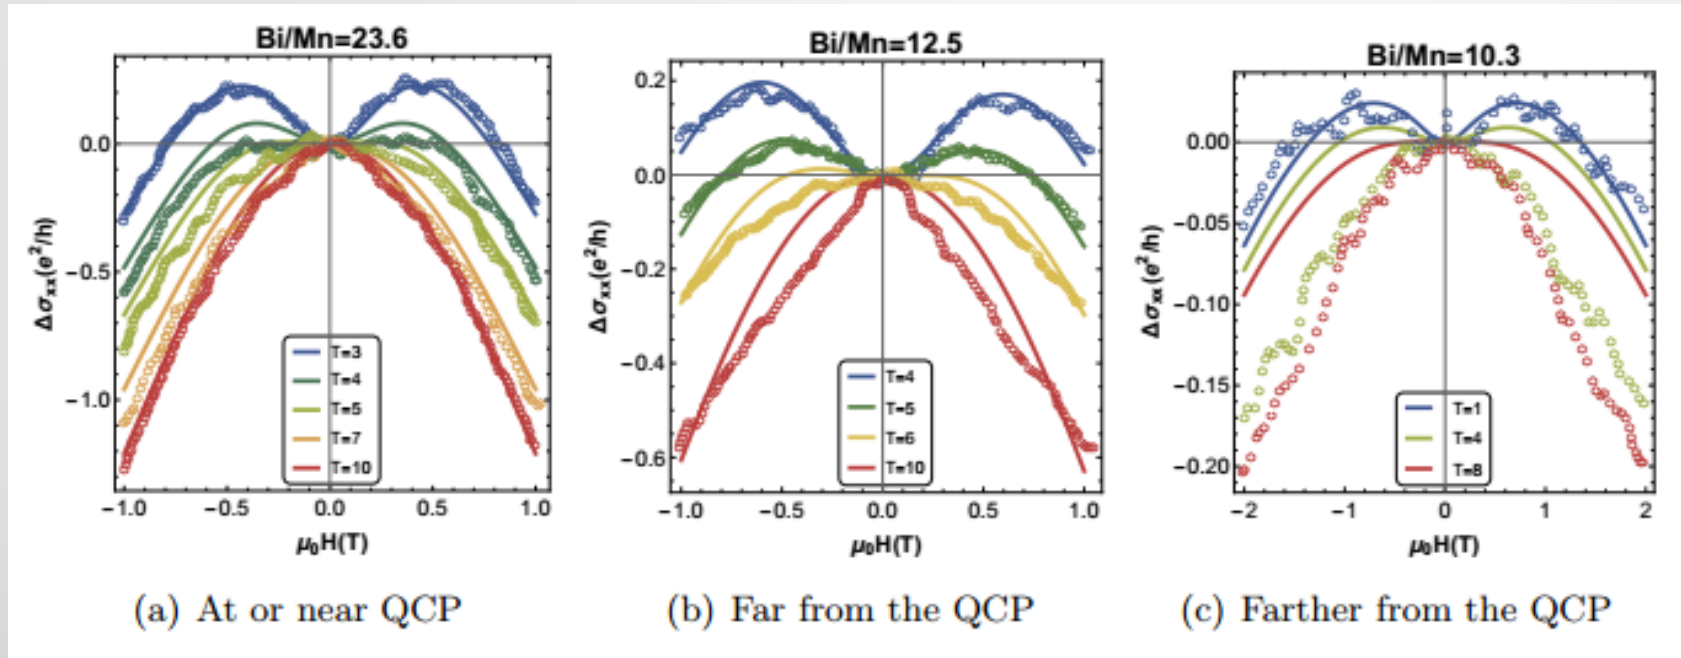 Bi/Mn=23.6
Δσxx(e²/h)
0.0
−0.5
−1.0
T=3
T=4
T=5
T=7
T=10
−1.0 −0.5 0.0 0.5 1.0
μ₀H(T)
(a) At or near QCP
Bi/Mn=12.5
Δσxx(e²/h)
0.2
0.0
−0.2
−0.4
−0.6
T=4
T=5
T=6
T=10
−1.0 −0.5 0.0 0.5 1.0
μ₀H(T)
(b) Far from the QCP
Bi/Mn=10.3
Δσxx(e²/h)
0.00
−0.05
−0.10
−0.15
−0.20
T=1
T=4
T=8
−2 −1 0 1 2
μ₀H(T)
(c) Farther from the QCP